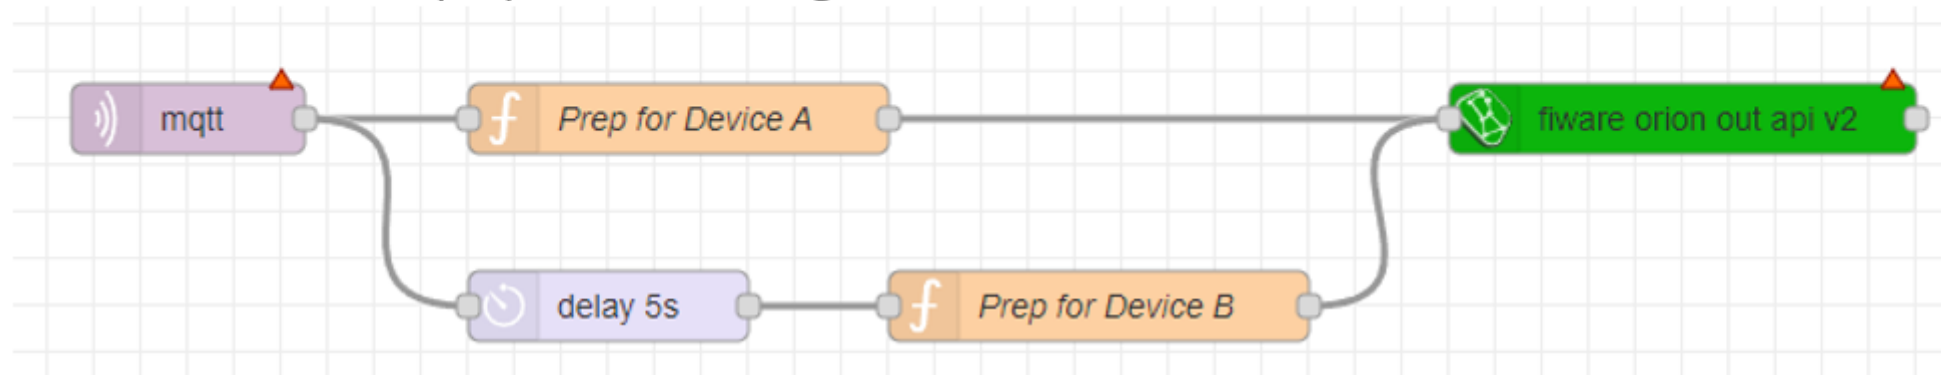 mqtt
Prep for Device A
fiware orion out api v2
delay 5s
Prep for Device B